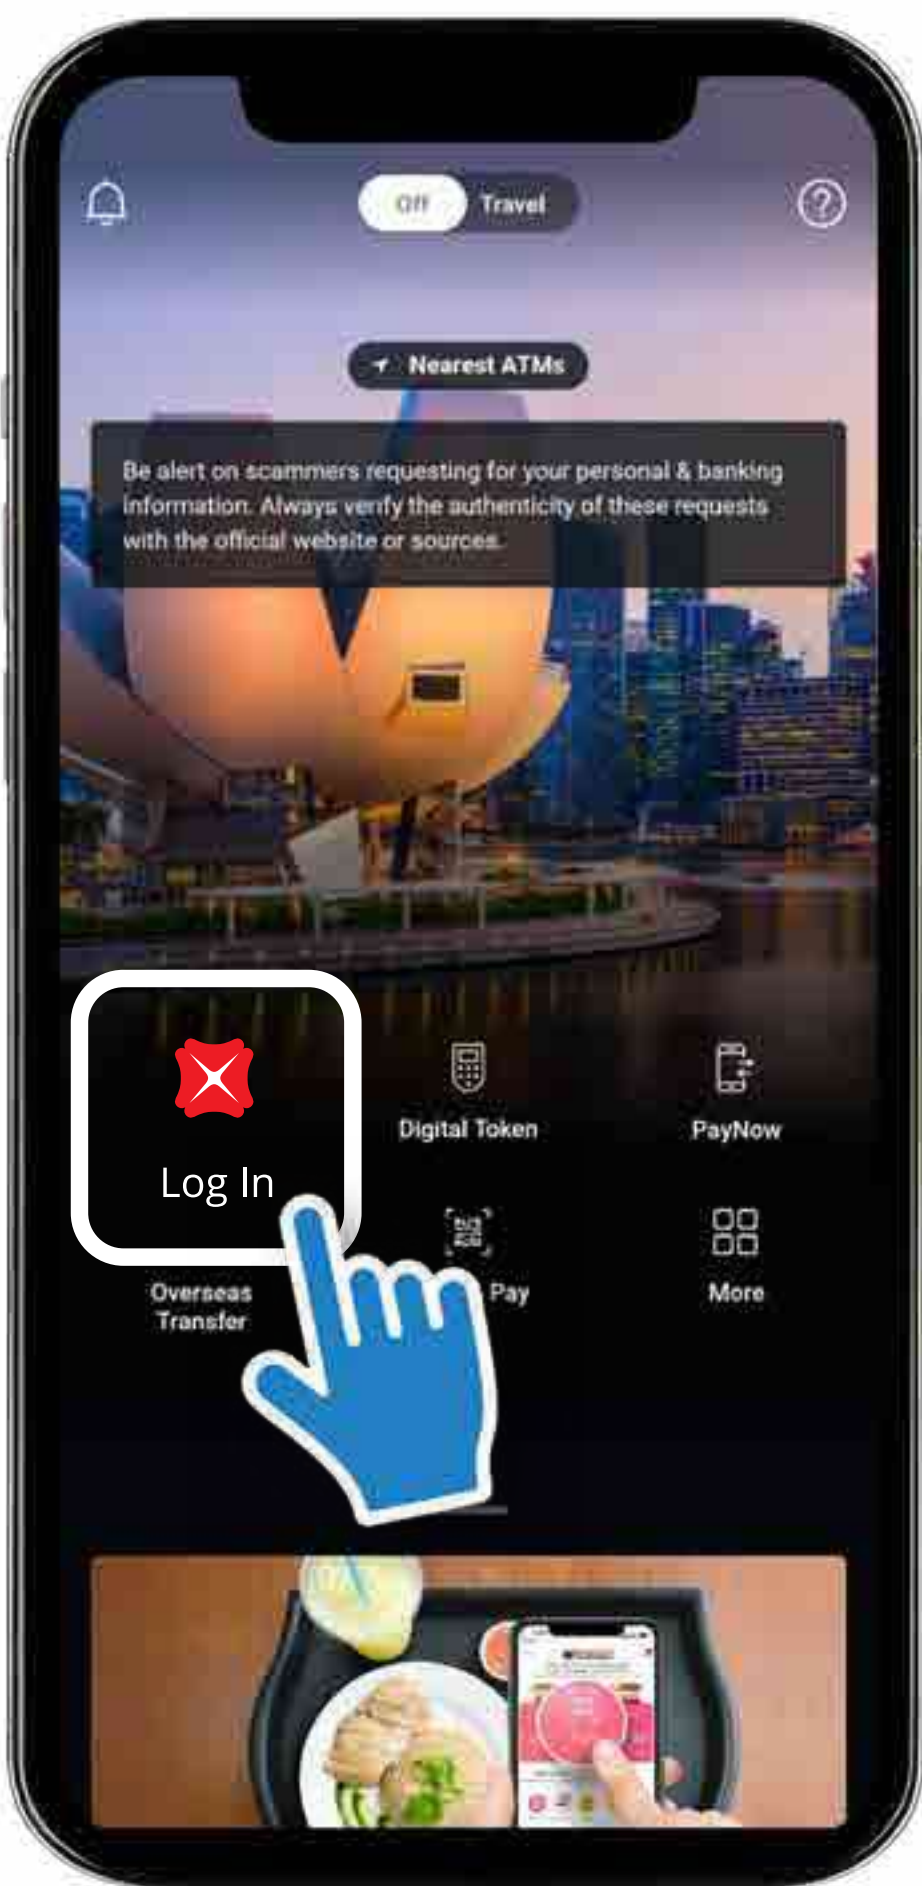 Off Travel
Nearest ATMs
Be alert on scammers requesting for your personal & banking
information. Always verify the authenticity of these requests
with the official website or sources.
Log In
Digital Token
PayNow
Overseas
Transfer
Pay
More